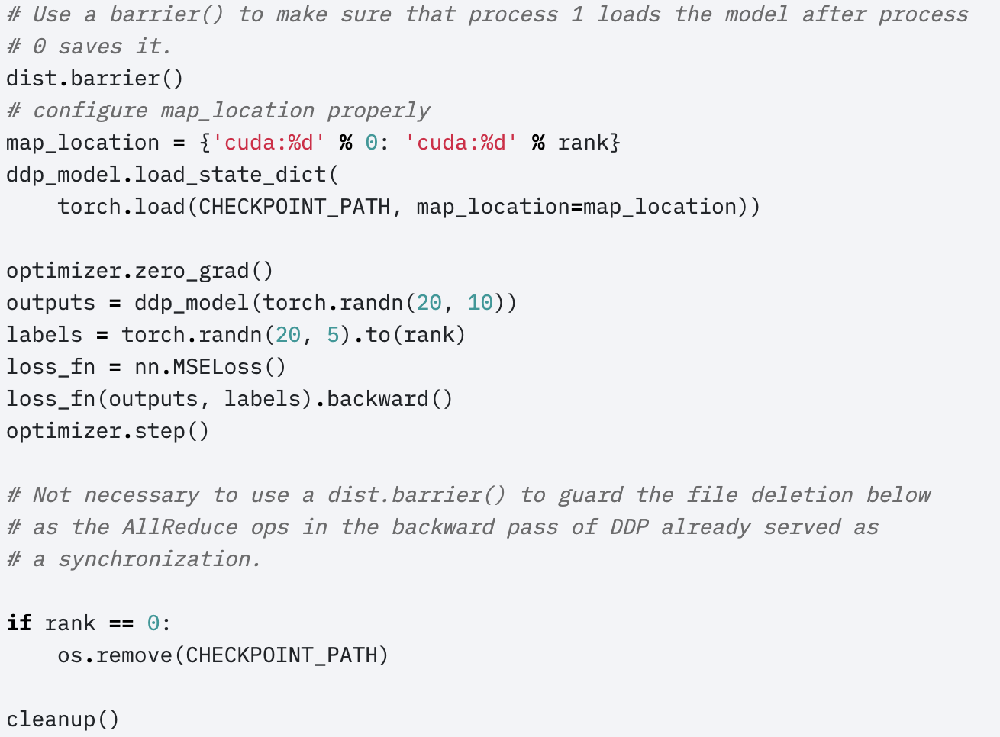 # Use a barrier() to make sure that process 1 loads the model after process
# 0 saves it.
dist.barrier()
# configure map_location properly
map_location = {'cuda:%d' % 0: 'cuda:%d' % rank}
ddp_model.load_state_dict(
    torch.load(CHECKPOINT_PATH, map_location=map_location))

optimizer.zero_grad()
outputs = ddp_model(torch.randn(20, 10))
labels = torch.randn(20, 5).to(rank)
loss_fn = nn.MSELoss()
loss_fn(outputs, labels).backward()
optimizer.step()

# Not necessary to use a dist.barrier() to guard the file deletion below
# as the AllReduce ops in the backward pass of DDP already served as
# a synchronization.

if rank == 0:
    os.remove(CHECKPOINT_PATH)

cleanup()